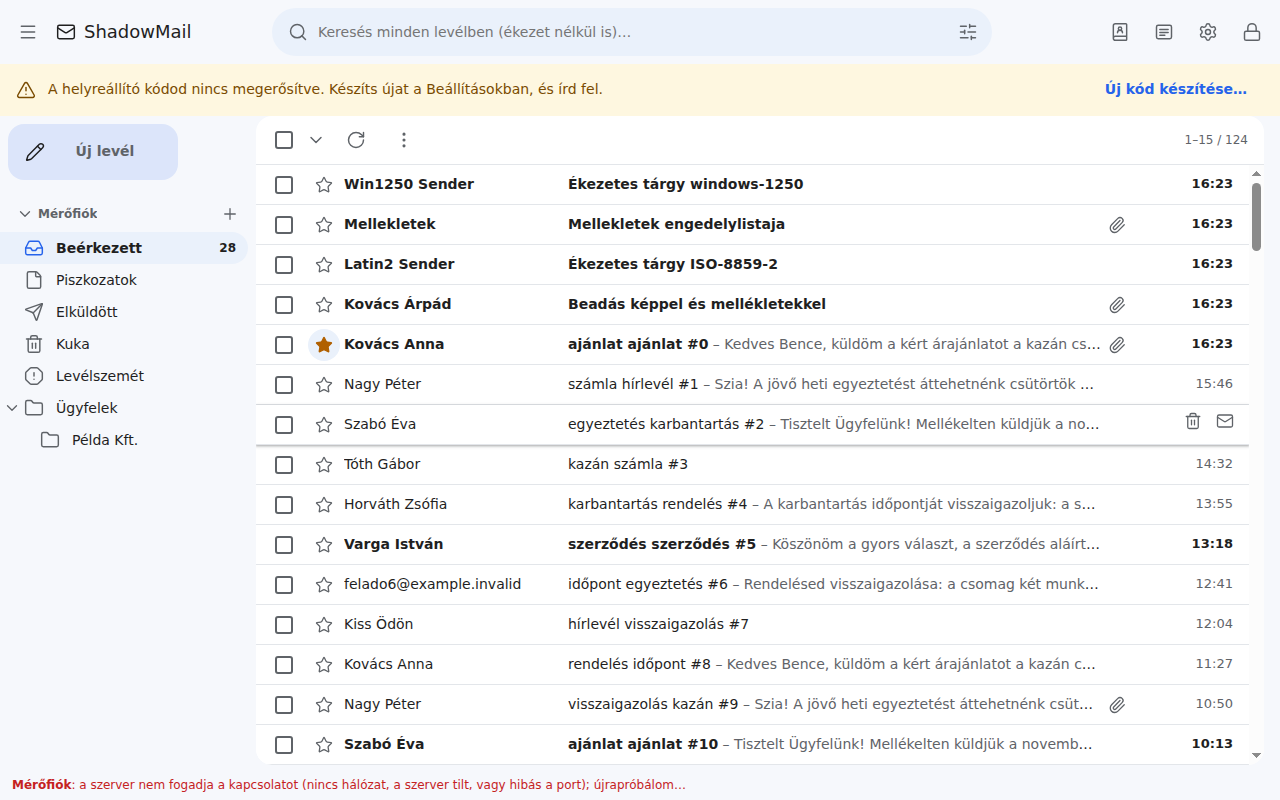 ShadowMail
Keresés minden levélben (ékezet nélkül is)…
A helyreállító kódod nincs megerősítve. Készíts újat a Beállításokban, és írd fel.
Új kód készítése…
Új levél
Mérőfiók
Beérkezett 28
Piszkozatok
Elküldött
Kuka
Levélszemét
Ügyfelek
Példa Kft.
1–15 / 124
Win1250 Sender Ékezetes tárgy windows-1250 16:23
Mellekletek Mellekletek engedelylistaja 16:23
Latin2 Sender Ékezetes tárgy ISO-8859-2 16:23
Kovács Árpád Beadás képpel és mellékletekkel 16:23
Kovács Anna ajánlat ajánlat #0 – Kedves Bence, küldöm a kért árajánlatot a kazán cs… 16:23
Nagy Péter számla hírlevél #1 – Szia! A jövő heti egyeztetést áttehetnénk csütörtök … 15:46
Szabó Éva egyeztetés karbantartás #2 – Tisztelt Ügyfelünk! Mellékelten küldjük a no…
Tóth Gábor kazán számla #3 14:32
Horváth Zsófia karbantartás rendelés #4 – A karbantartás időpontját visszaigazoljuk: a s… 13:55
Varga István szerződés szerződés #5 – Köszönöm a gyors választ, a szerződés aláírt… 13:18
felado6@example.invalid időpont egyeztetés #6 – Rendelésed visszaigazolása: a csomag két munk… 12:41
Kiss Ödön hírlevél visszaigazolás #7 12:04
Kovács Anna rendelés időpont #8 – Kedves Bence, küldöm a kért árajánlatot a kazán c… 11:27
Nagy Péter visszaigazolás kazán #9 – Szia! A jövő heti egyeztetést áttehetnénk csüt… 10:50
Szabó Éva ajánlat ajánlat #10 – Tisztelt Ügyfelünk! Mellékelten küldjük a novemb… 10:13
Mérőfiók: a szerver nem fogadja a kapcsolatot (nincs hálózat, a szerver tilt, vagy hibás a port); újrapróbálom…